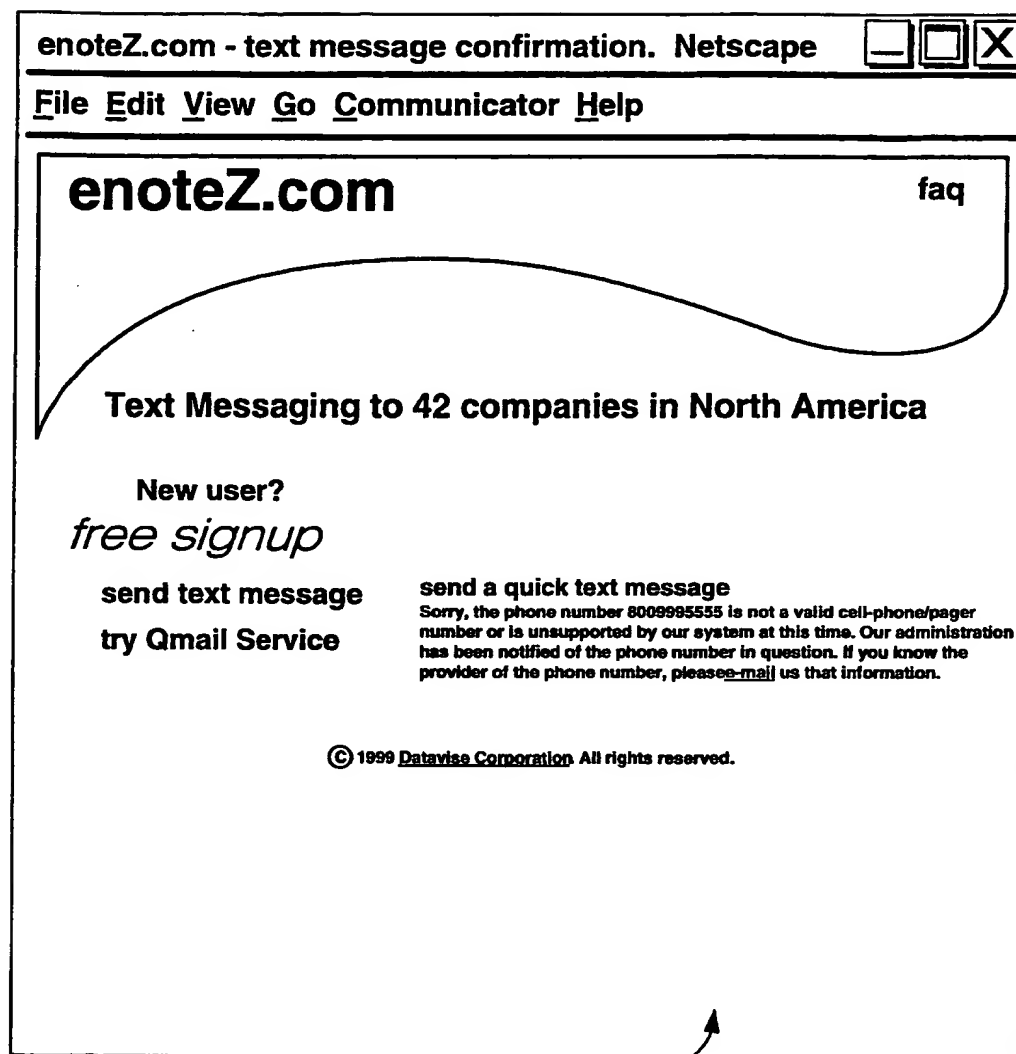 enoteZ.com - text message confirmation. Netscape
File Edit View Go Communicator Help
enoteZ.com
faq
Text Messaging to 42 companies in North America
New user?
free signup
send text message
try Qmail Service
send a quick text message
Sorry, the phone number 8009995555 is not a valid cell-phone/pager
number or is unsupported by our system at this time. Our administration
has been notified of the phone number in question. If you know the
provider of the phone number, pleasee-mail us that information.
© 1999 Datavise Corporation All rights reserved.